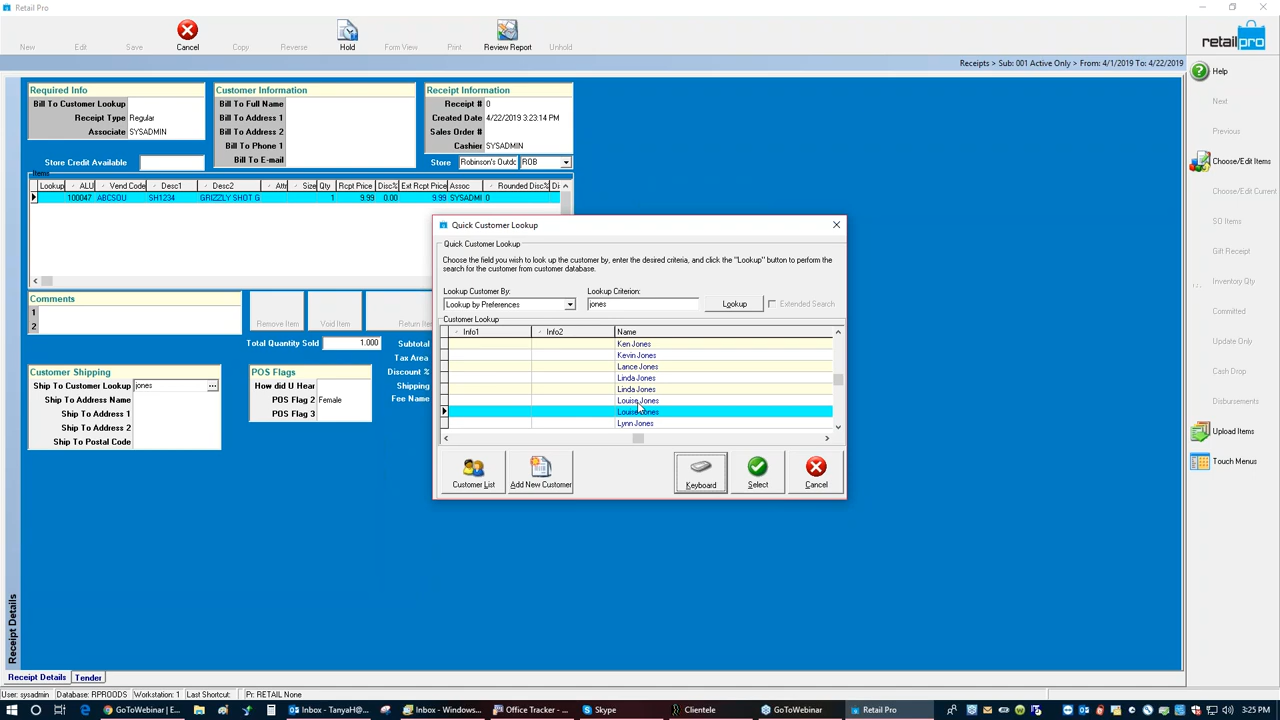 Retail Pro
New Edit Save Cancel Copy Reverse Hold Form View Print Review Report Unhold
retailpro
Receipts > Sub: 001 Active Only > From: 4/1/2019 To: 4/22/2019
Required Info
Bill To Customer Lookup
Receipt Type Regular
Associate SYSADMIN
Customer Information
Bill To Full Name
Bill To Address 1
Bill To Address 2
Bill To Phone 1
Bill To E-mail
Receipt Information
Receipt # 0
Created Date 4/22/2019 3:23:14 PM
Sales Order #
Cashier SYSADMIN
Store Credit Available
Store Robinson's Outdc ROB
Items
Lookup ALU Vend Code Desc1 Desc2 Attr Size Qty Rcpt Price Disc% Ext Rcpt Price Assoc Rounded Disc% Di
100047 ABCSOU SH1234 GRIZZLY SHOT G 1 9.99 0.00 9.99 SYSADMI 0
Comments
1
2
Remove Item Void Item Return Item
Total Quantity Sold 1.000
Subtotal
Tax Area
Discount %
Shipping
Fee Name
Customer Shipping
Ship To Customer Lookup jones ...
Ship To Address Name
Ship To Address 1
Ship To Address 2
Ship To Postal Code
POS Flags
How did U Hear
POS Flag 2 Female
POS Flag 3
Quick Customer Lookup
Quick Customer Lookup
Choose the field you wish to look up the customer by, enter the desired criteria, and click the "Lookup" button to perform the
search for the customer from customer database.
Lookup Customer By: Lookup Criterion:
Lookup by Preferences jones Lookup Extended Search
Customer Lookup
Info1 Info2 Name
Ken Jones
Kevin Jones
Lance Jones
Linda Jones
Linda Jones
Louise Jones
Louise Jones
Lynn Jones
Customer List Add New Customer Keyboard Select Cancel
Help
Next
Previous
Choose/Edit Items
Choose/Edit Current
SO Items
Gift Receipt
Inventory Qty
Committed
Update Only
Cash Drop
Disbursements
Upload Items
Touch Menus
Receipt Details
Receipt Details Tender
User: sysadmin Database: RPROODS Workstation: 1 Last Shortcut: Pr: RETAIL None
GoToWebinar | E... Inbox - TanyaH@... Inbox - Windows... Office Tracker - ... Skype Clientele GoToWebinar Retail Pro 3:25 PM